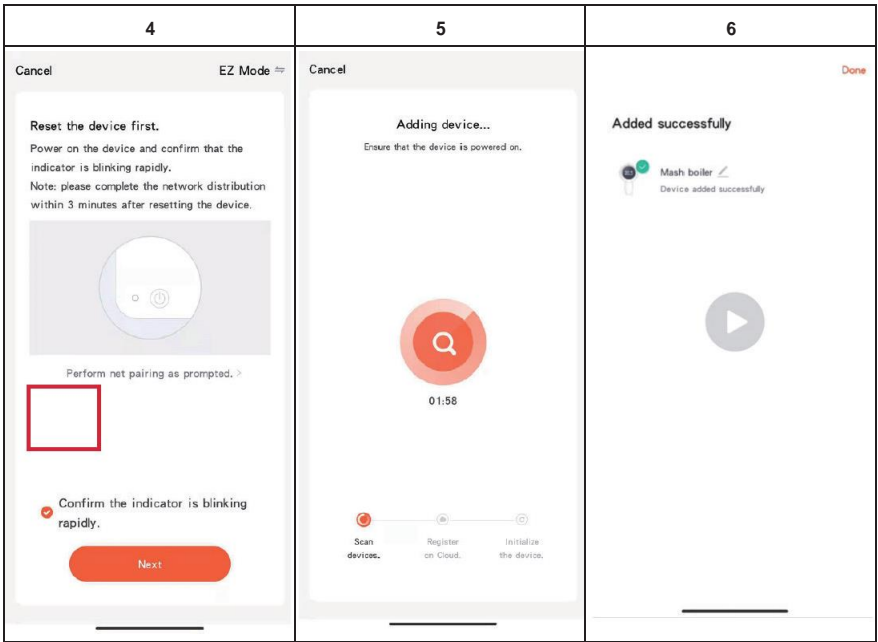 4
5
6
Cancel
EZ Mode ⇋
Reset the device first.
Power on the device and confirm that the
indicator is blinking rapidly.
Note: please complete the network distribution
within 3 minutes after resetting the device.
Perform net pairing as prompted. >
Confirm the indicator is blinking
rapidly.
Next
Cancel
Adding device...
Ensure that the device is powered on.
01:58
Scan
devices.
Register
on Cloud.
Initialize
the device.
Done
Added successfully
Mash boiler
Device added successfully